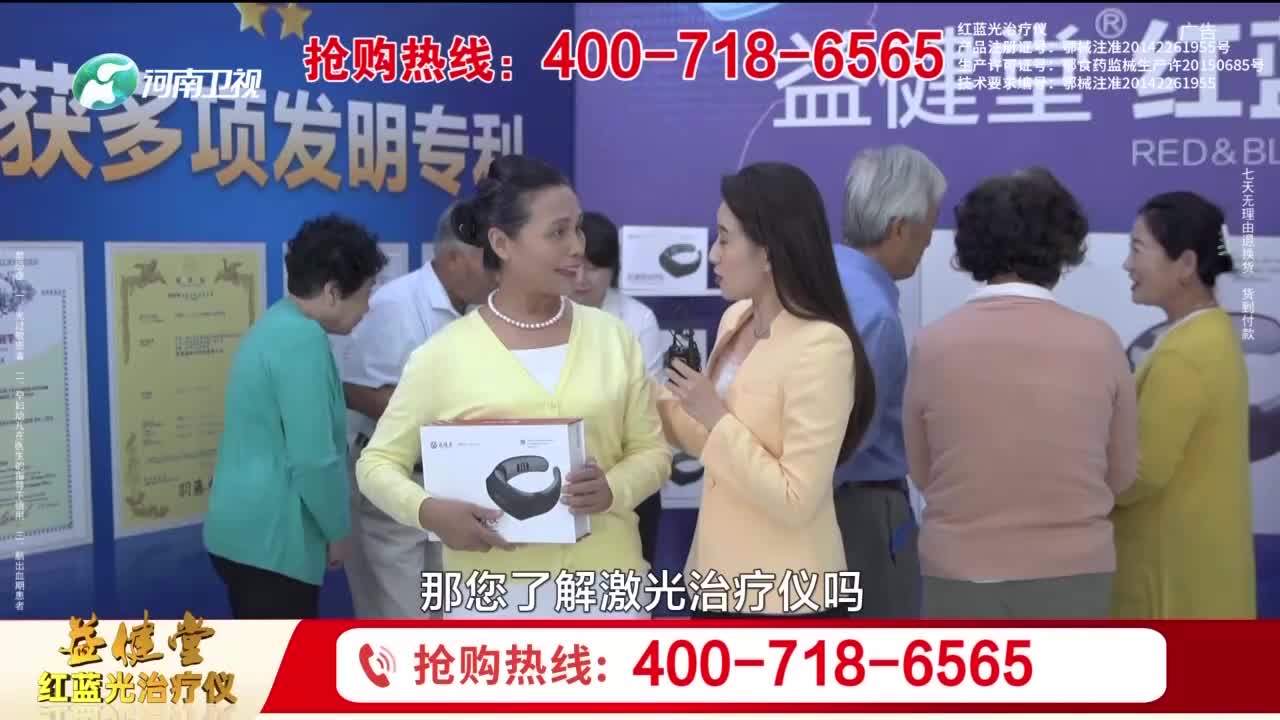 抢购热线：400-718-6565
红蓝光治疗仪
产品注册证号：鄂械注准20142261955号
生产许可证号：鄂食药监械生产许20150685号
技术要求编号：鄂械注准20142261955
广告
河南卫视
获多项发明专利
益健堂®红蓝
RED&BL
七天无理由退换货 货到付款
那您了解激光治疗仪吗
益健堂
红蓝光治疗仪
抢购热线：400-718-6565